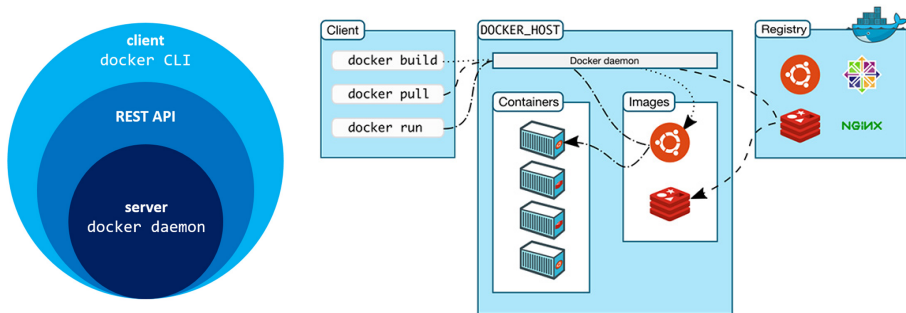 client
docker CLI
REST API
server
docker daemon
Client
docker build
docker pull
docker run
DOCKER_HOST
Docker daemon
Containers
Images
Registry
NGINX